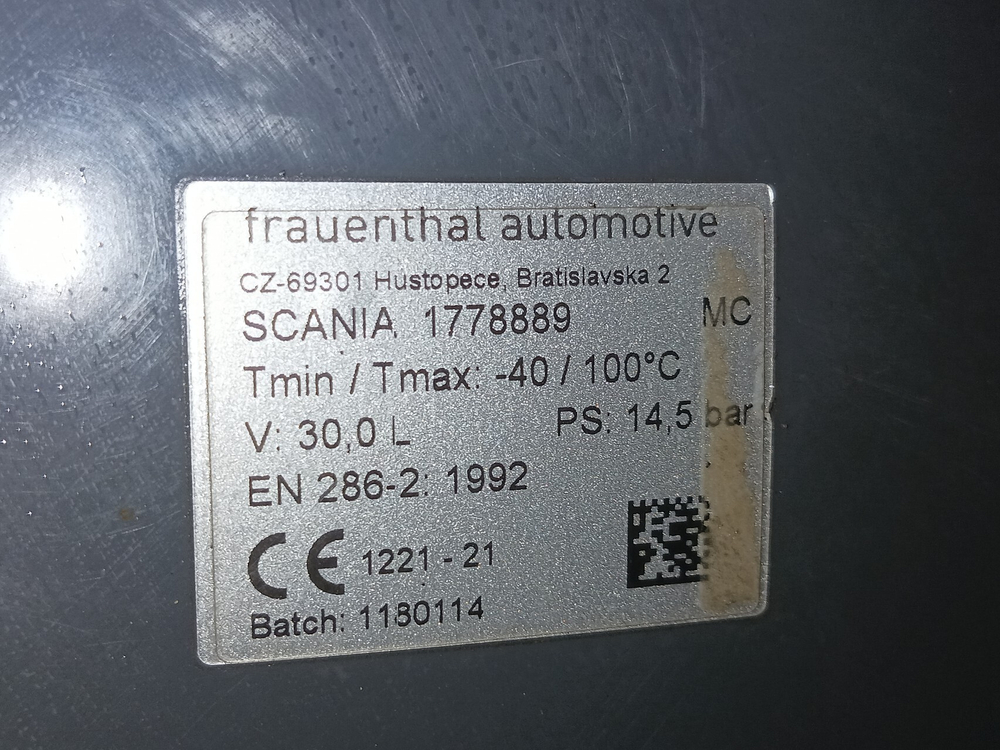 frauenthal automotive
CZ-69301 Hustopece, Bratislavska 2
SCANIA 1778889 MC
Tmin / Tmax: -40 / 100°C
V: 30,0 L PS: 14,5 bar
EN 286-2: 1992
CE 1221 - 21
Batch: 1180114